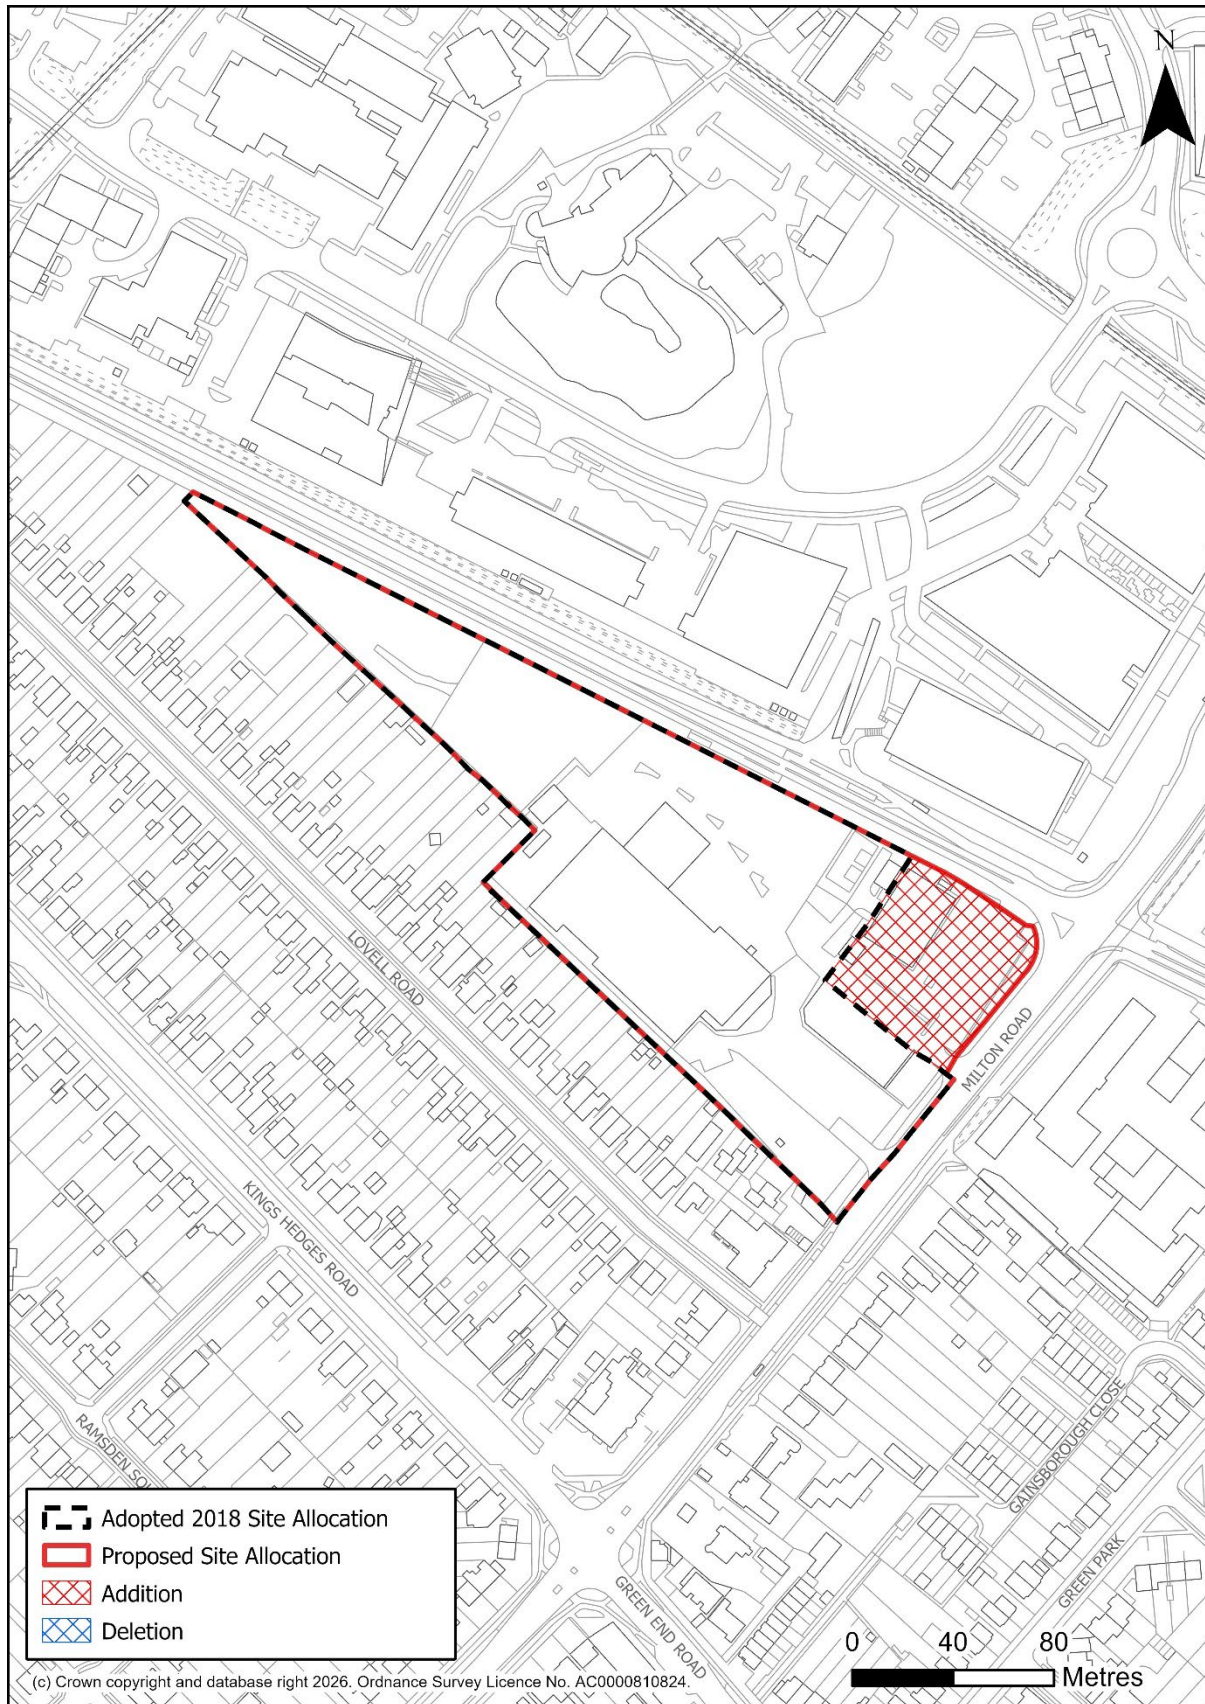 N
LOVELL ROAD
MILTON ROAD
KINGS HEDGES ROAD
GAINSBOROUGH CLOSE
RAMSDEN
GREEN PARK
GREEN END ROAD
Adopted 2018 Site Allocation
Proposed Site Allocation
Addition
Deletion
0 40 80
Metres
(c) Crown copyright and database right 2026. Ordnance Survey Licence No. AC0000810824.